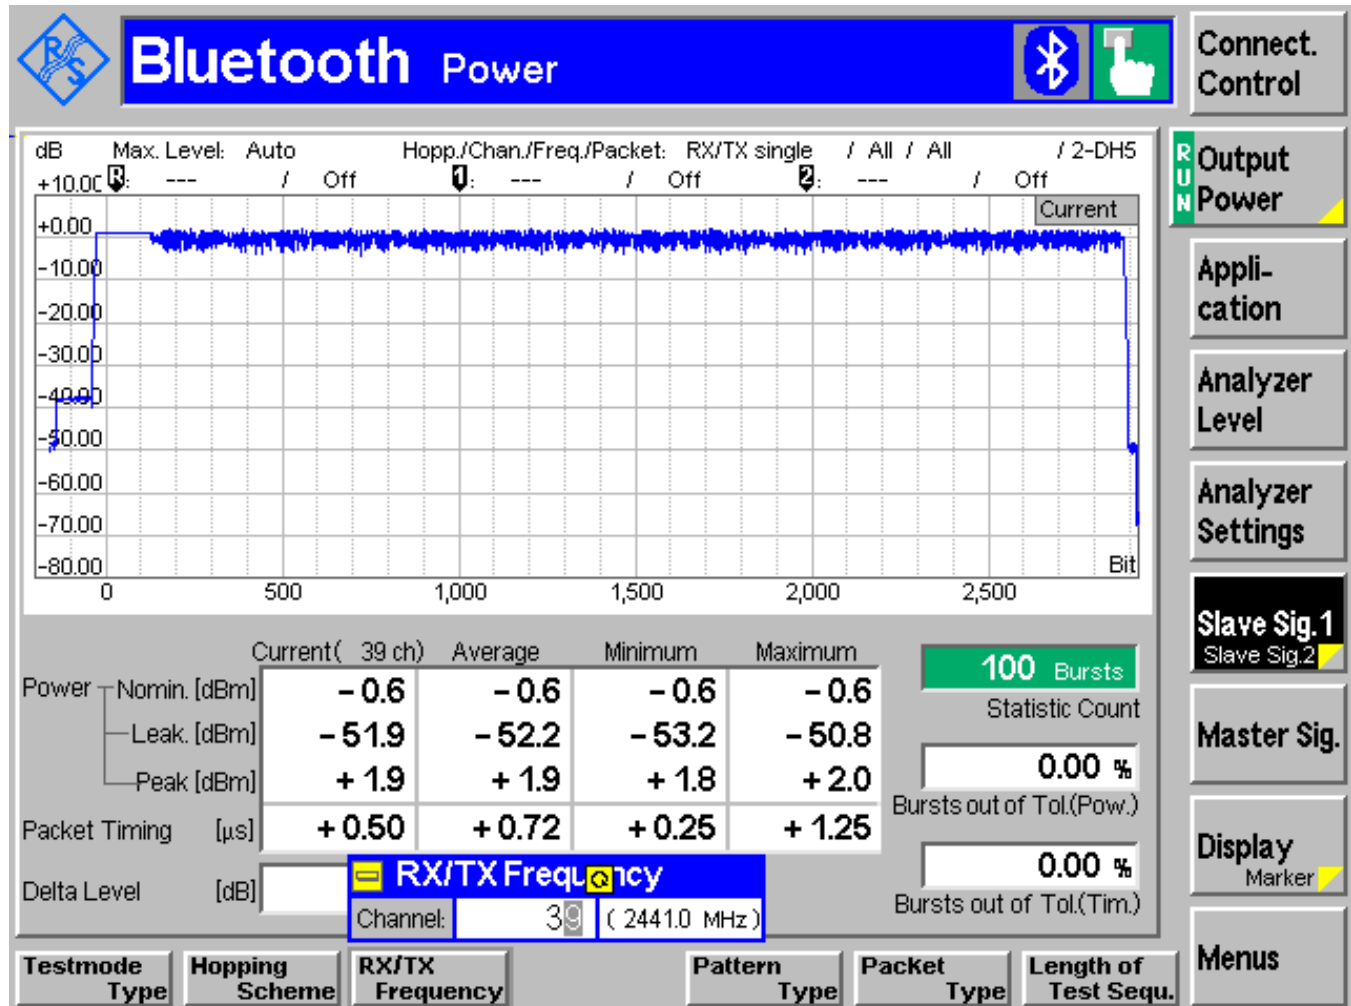 R S
Bluetooth Power
Connect.
Control
dB Max. Level: Auto Hopp./Chan./Freq./Packet: RX/TX single / All / All / 2-DH5
R: --- / Off 1: --- / Off 2: --- / Off
Current
+10.00
+0.00
-10.00
-20.00
-30.00
-40.00
-50.00
-60.00
-70.00
-80.00
Bit
0 500 1,000 1,500 2,000 2,500
RUN
Output
Power
Appli-
cation
Analyzer
Level
Analyzer
Settings
Slave Sig.1
Slave Sig.2
Master Sig.
Display
Marker
Menus
Current( 39 ch) Average Minimum Maximum
Power Nomin. [dBm] - 0.6 - 0.6 - 0.6 - 0.6
Leak. [dBm] - 51.9 - 52.2 - 53.2 - 50.8
Peak [dBm] + 1.9 + 1.9 + 1.8 + 2.0
Packet Timing [µs] + 0.50 + 0.72 + 0.25 + 1.25
Delta Level [dB]
100 Bursts
Statistic Count
0.00 %
Bursts out of Tol.(Pow.)
0.00 %
Bursts out of Tol.(Tim.)
RX/TX Frequency
Channel: 39 ( 2441.0 MHz )
Testmode
Type
Hopping
Scheme
RX/TX
Frequency
Pattern
Type
Packet
Type
Length of
Test Sequ.